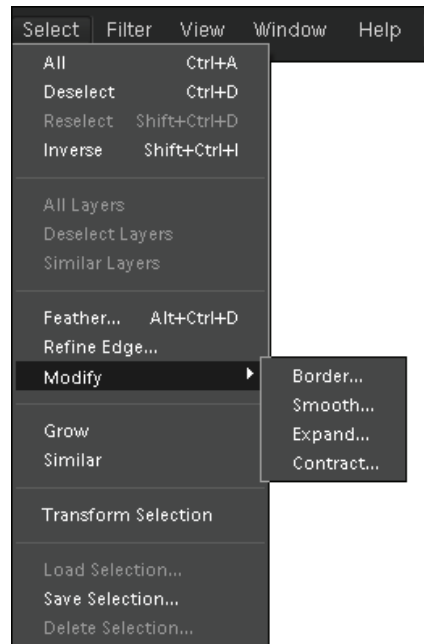 Select Filter View Window Help
All Ctrl+A
Deselect Ctrl+D
Reselect Shift+Ctrl+D
Inverse Shift+Ctrl+I
All Layers
Deselect Layers
Similar Layers
Feather... Alt+Ctrl+D
Refine Edge...
Modify
Border...
Smooth...
Expand...
Contract...
Grow
Similar
Transform Selection
Load Selection...
Save Selection...
Delete Selection...